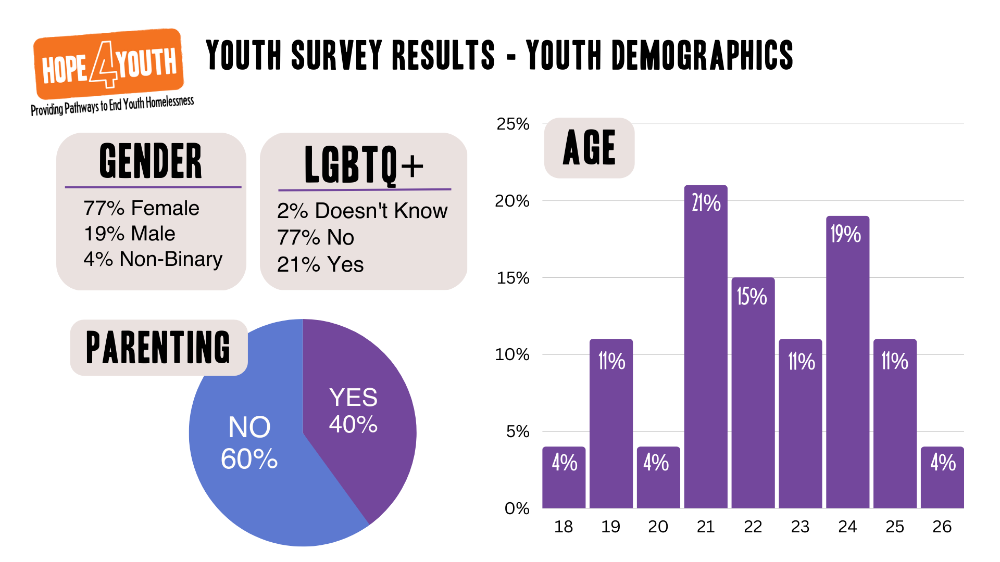 HOPE 4 YOUTH
Providing Pathways to End Youth Homelessness
YOUTH SURVEY RESULTS - YOUTH DEMOGRAPHICS
GENDER
77% Female
19% Male
4% Non-Binary
LGBTQ+
2% Doesn't Know
77% No
21% Yes
PARENTING
YES
40%
NO
60%
AGE
25%
20%
15%
10%
5%
0%
4%
11%
4%
21%
15%
11%
19%
11%
4%
18 19 20 21 22 23 24 25 26